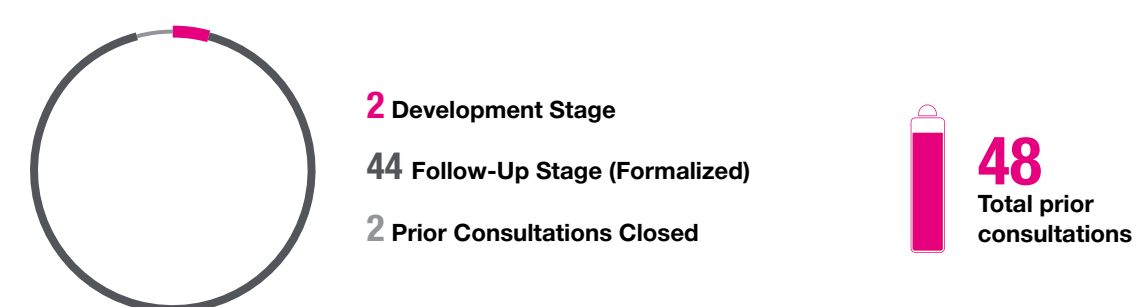 2 Development Stage
44 Follow-Up Stage (Formalized)
2 Prior Consultations Closed
48
Total prior
consultations